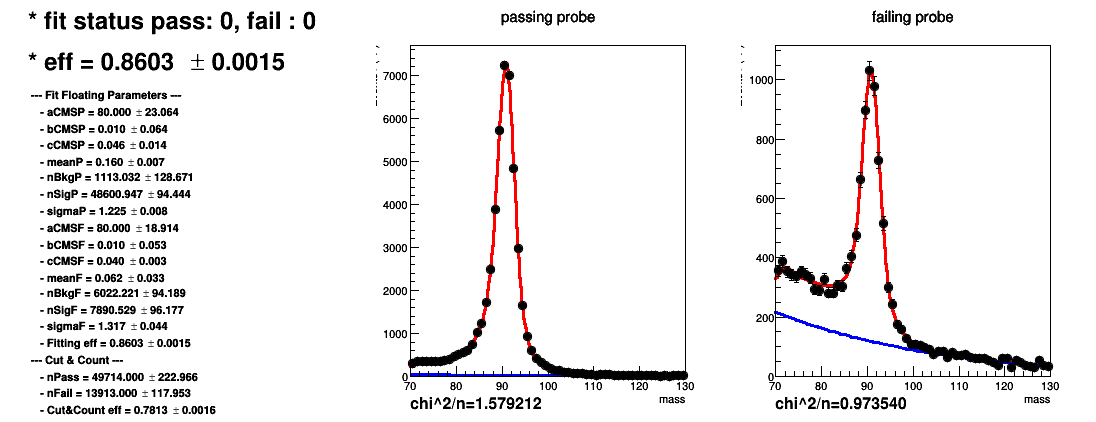 * fit status pass: 0, fail : 0
* eff = 0.8603 ± 0.0015
--- Fit Floating Parameters ---
- aCMSP = 80.000 ± 23.064
- bCMSP = 0.010 ± 0.064
- cCMSP = 0.046 ± 0.014
- meanP = 0.160 ± 0.007
- nBkgP = 1113.032 ± 128.671
- nSigP = 48600.947 ± 94.444
- sigmaP = 1.225 ± 0.008
- aCMSF = 80.000 ± 18.914
- bCMSF = 0.010 ± 0.053
- cCMSF = 0.040 ± 0.003
- meanF = 0.062 ± 0.033
- nBkgF = 6022.221 ± 94.189
- nSigF = 7890.529 ± 96.177
- sigmaF = 1.317 ± 0.044
- Fitting eff = 0.8603 ± 0.0015
--- Cut & Count ---
- nPass = 49714.000 ± 222.966
- nFail = 13913.000 ± 117.953
- Cut&Count eff = 0.7813 ± 0.0016
passing probe
7000
6000
5000
4000
3000
2000
1000
0
70 80 90 100 110 120 130
mass
chi^2/n=1.579212
failing probe
1000
800
600
400
200
0
70 80 90 100 110 120 130
mass
chi^2/n=0.973540